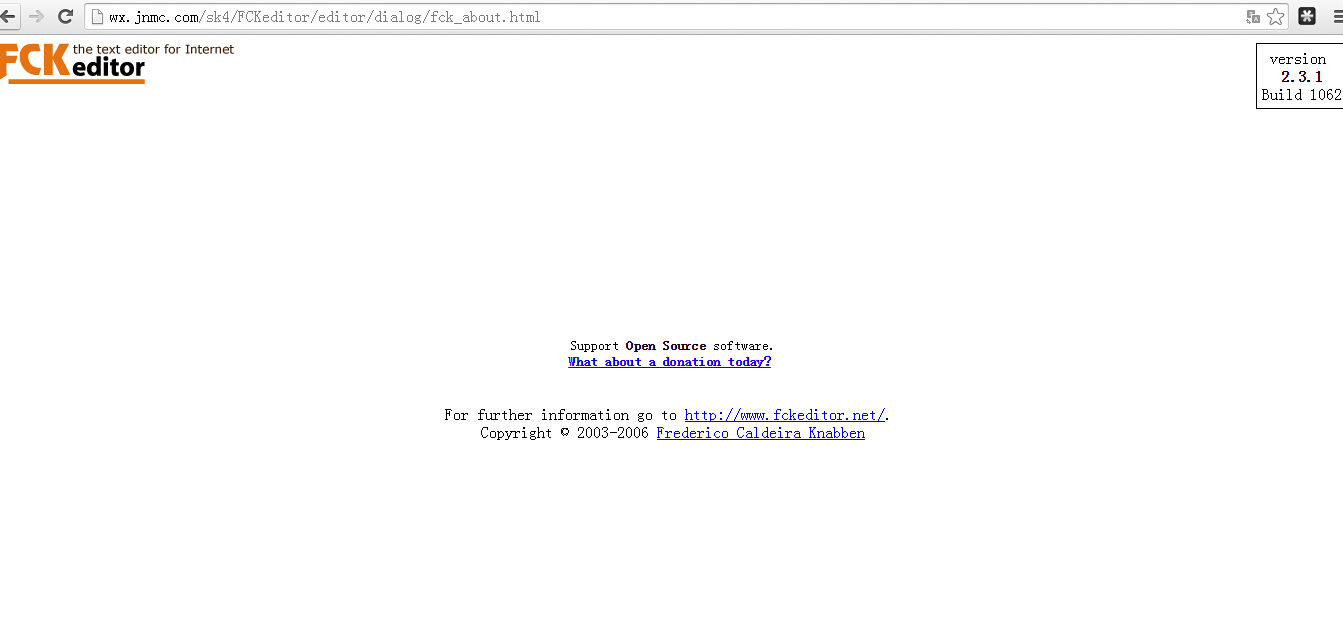 wx.jnmc.com/sk4/FCKeditor/editor/dialog/fck_about.html
FCKeditor the text editor for Internet
version
2.3.1
Build 1062
Support Open Source software.
What about a donation today?
For further information go to http://www.fckeditor.net/.
Copyright © 2003-2006 Frederico Caldeira Knabben